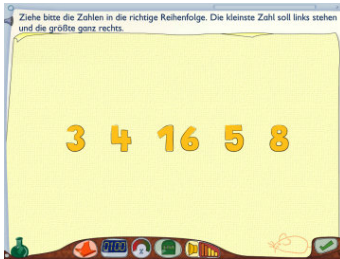 Ziehe bitte die Zahlen in die richtige Reihenfolge. Die kleinste Zahl soll links stehen
und die größte ganz rechts.
3 4 16 5 8